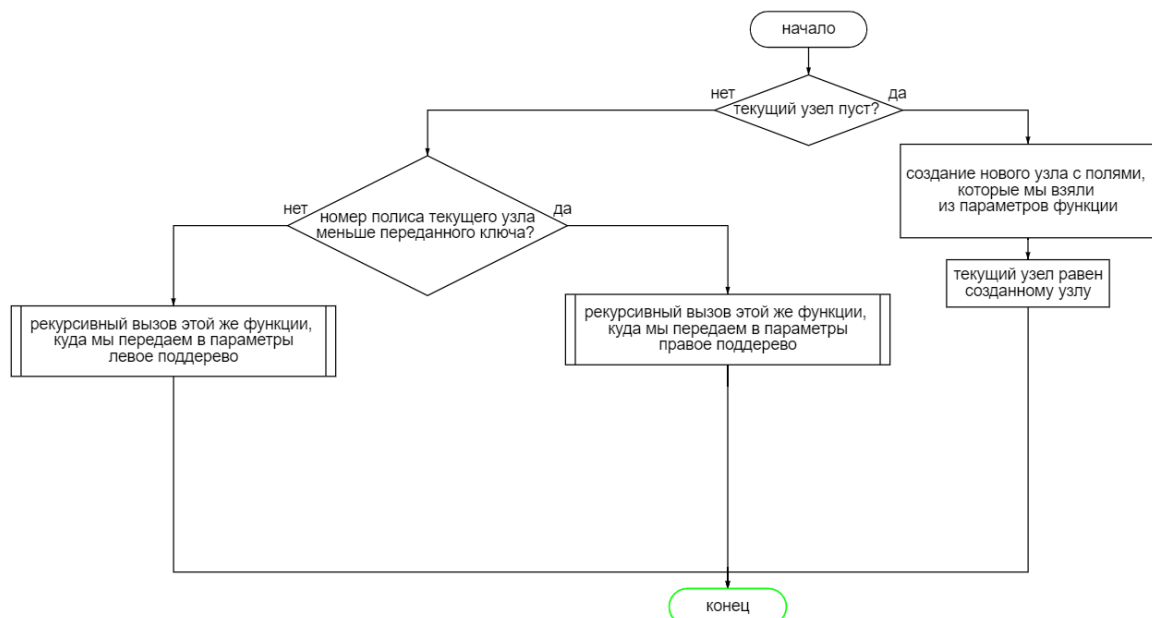 начало
нет
да
текущий узел пуст?
создание нового узла с полями,
которые мы взяли
из параметров функции
нет
да
номер полиса текущего узла
меньше переданного ключа?
текущий узел равен
созданному узлу
рекурсивный вызов этой же функции,
куда мы передаем в параметры
левое поддерево
рекурсивный вызов этой же функции,
куда мы передаем в параметры
правое поддерево
конец